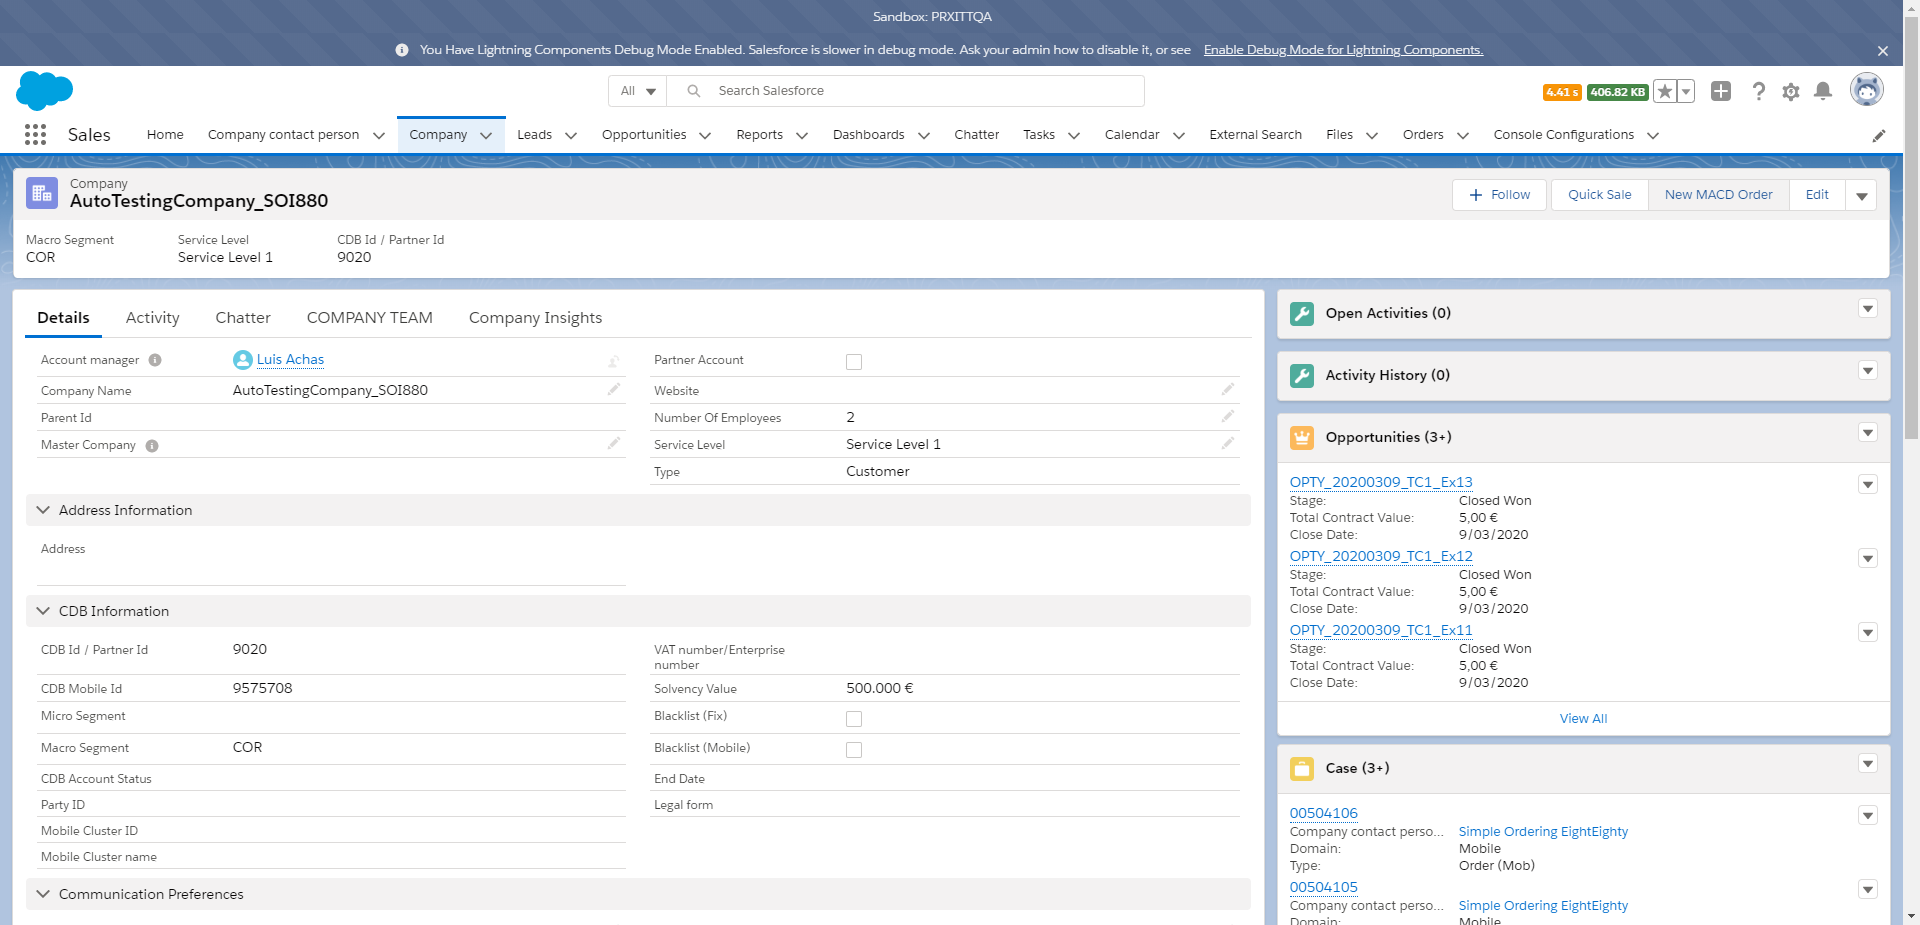 Sandbox: PRXITTQA
You Have Lightning Components Debug Mode Enabled. Salesforce is slower in debug mode. Ask your admin how to disable it, or see Enable Debug Mode for Lightning Components.
All
Search Salesforce
4.41 s
406.82 KB
Sales
Home
Company contact person
Company
Leads
Opportunities
Reports
Dashboards
Chatter
Tasks
Calendar
External Search
Files
Orders
Console Configurations
Company
AutoTestingCompany_SOI880
Follow
Quick Sale
New MACD Order
Edit
Macro Segment
COR
Service Level
Service Level 1
CDB Id / Partner Id
9020
Details
Activity
Chatter
COMPANY TEAM
Company Insights
Account manager
Luis Achas
Company Name
AutoTestingCompany_SOI880
Parent Id
Master Company
Partner Account
Website
Number Of Employees
2
Service Level
Service Level 1
Type
Customer
Address Information
Address
CDB Information
CDB Id / Partner Id
9020
CDB Mobile Id
9575708
Micro Segment
Macro Segment
COR
CDB Account Status
Party ID
Mobile Cluster ID
Mobile Cluster name
VAT number/Enterprise
number
Solvency Value
500.000 €
Blacklist (Fix)
Blacklist (Mobile)
End Date
Legal form
Communication Preferences
Open Activities (0)
Activity History (0)
Opportunities (3+)
OPTY_20200309_TC1_Ex13
Stage: Closed Won
Total Contract Value: 5,00 €
Close Date: 9/03/2020
OPTY_20200309_TC1_Ex12
Stage: Closed Won
Total Contract Value: 5,00 €
Close Date: 9/03/2020
OPTY_20200309_TC1_Ex11
Stage: Closed Won
Total Contract Value: 5,00 €
Close Date: 9/03/2020
View All
Case (3+)
00504106
Company contact perso... Simple Ordering EightEighty
Domain: Mobile
Type: Order (Mob)
00504105
Company contact perso... Simple Ordering EightEighty
Domain: Mobile